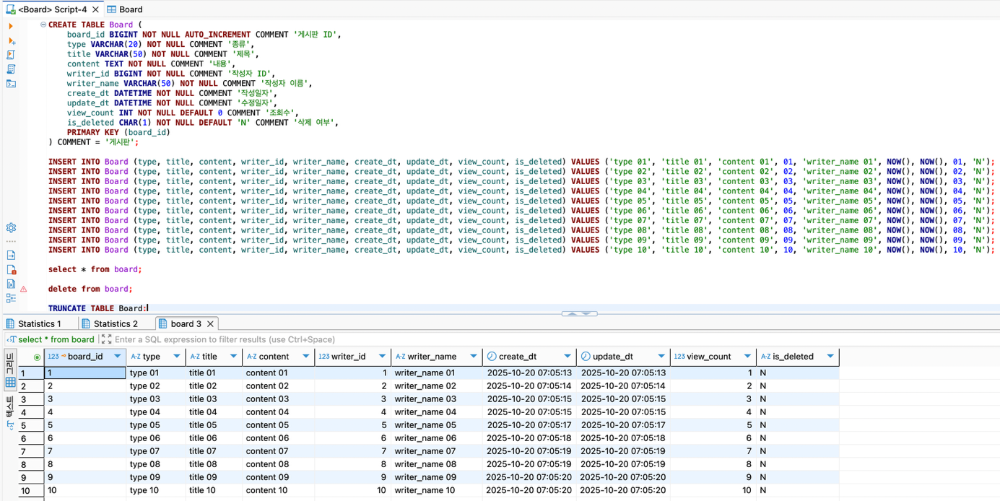 <Board> Script-4 Board
CREATE TABLE Board (
board_id BIGINT NOT NULL AUTO_INCREMENT COMMENT '게시판 ID',
type VARCHAR(20) NOT NULL COMMENT '종류',
title VARCHAR(50) NOT NULL COMMENT '제목',
content TEXT NOT NULL COMMENT '내용',
writer_id BIGINT NOT NULL COMMENT '작성자 ID',
writer_name VARCHAR(50) NOT NULL COMMENT '작성자 이름',
create_dt DATETIME NOT NULL COMMENT '작성일자',
update_dt DATETIME NOT NULL COMMENT '수정일자',
view_count INT NOT NULL DEFAULT 0 COMMENT '조회수',
is_deleted CHAR(1) NOT NULL DEFAULT 'N' COMMENT '삭제 여부',
PRIMARY KEY (board_id)
) COMMENT = '게시판';
INSERT INTO Board (type, title, content, writer_id, writer_name, create_dt, update_dt, view_count, is_deleted) VALUES ('type 01', 'title 01', 'content 01', 01, 'writer_name 01', NOW(), NOW(), 01, 'N');
INSERT INTO Board (type, title, content, writer_id, writer_name, create_dt, update_dt, view_count, is_deleted) VALUES ('type 02', 'title 02', 'content 02', 02, 'writer_name 02', NOW(), NOW(), 02, 'N');
INSERT INTO Board (type, title, content, writer_id, writer_name, create_dt, update_dt, view_count, is_deleted) VALUES ('type 03', 'title 03', 'content 03', 03, 'writer_name 03', NOW(), NOW(), 03, 'N');
INSERT INTO Board (type, title, content, writer_id, writer_name, create_dt, update_dt, view_count, is_deleted) VALUES ('type 04', 'title 04', 'content 04', 04, 'writer_name 04', NOW(), NOW(), 04, 'N');
INSERT INTO Board (type, title, content, writer_id, writer_name, create_dt, update_dt, view_count, is_deleted) VALUES ('type 05', 'title 05', 'content 05', 05, 'writer_name 05', NOW(), NOW(), 05, 'N');
INSERT INTO Board (type, title, content, writer_id, writer_name, create_dt, update_dt, view_count, is_deleted) VALUES ('type 06', 'title 06', 'content 06', 06, 'writer_name 06', NOW(), NOW(), 06, 'N');
INSERT INTO Board (type, title, content, writer_id, writer_name, create_dt, update_dt, view_count, is_deleted) VALUES ('type 07', 'title 07', 'content 07', 07, 'writer_name 07', NOW(), NOW(), 07, 'N');
INSERT INTO Board (type, title, content, writer_id, writer_name, create_dt, update_dt, view_count, is_deleted) VALUES ('type 08', 'title 08', 'content 08', 08, 'writer_name 08', NOW(), NOW(), 08, 'N');
INSERT INTO Board (type, title, content, writer_id, writer_name, create_dt, update_dt, view_count, is_deleted) VALUES ('type 09', 'title 09', 'content 09', 09, 'writer_name 09', NOW(), NOW(), 09, 'N');
INSERT INTO Board (type, title, content, writer_id, writer_name, create_dt, update_dt, view_count, is_deleted) VALUES ('type 10', 'title 10', 'content 10', 10, 'writer_name 10', NOW(), NOW(), 10, 'N');
select * from board;
delete from board;
TRUNCATE TABLE Board;
Statistics 1 Statistics 2 board 3
select * from board Enter a SQL expression to filter results (use Ctrl+Space)
그리드
텍스트
123 board_id A-Z type A-Z title A-Z content 123 writer_id A-Z writer_name create_dt update_dt 123 view_count A-Z is_deleted
1 1 type 01 title 01 content 01 1 writer_name 01 2025-10-20 07:05:13 2025-10-20 07:05:13 1 N
2 2 type 02 title 02 content 02 2 writer_name 02 2025-10-20 07:05:14 2025-10-20 07:05:14 2 N
3 3 type 03 title 03 content 03 3 writer_name 03 2025-10-20 07:05:15 2025-10-20 07:05:15 3 N
4 4 type 04 title 04 content 04 4 writer_name 04 2025-10-20 07:05:15 2025-10-20 07:05:15 4 N
5 5 type 05 title 05 content 05 5 writer_name 05 2025-10-20 07:05:17 2025-10-20 07:05:17 5 N
6 6 type 06 title 06 content 06 6 writer_name 06 2025-10-20 07:05:18 2025-10-20 07:05:18 6 N
7 7 type 07 title 07 content 07 7 writer_name 07 2025-10-20 07:05:19 2025-10-20 07:05:19 7 N
8 8 type 08 title 08 content 08 8 writer_name 08 2025-10-20 07:05:19 2025-10-20 07:05:19 8 N
9 9 type 09 title 09 content 09 9 writer_name 09 2025-10-20 07:05:20 2025-10-20 07:05:20 9 N
10 10 type 10 title 10 content 10 10 writer_name 10 2025-10-20 07:05:20 2025-10-20 07:05:20 10 N